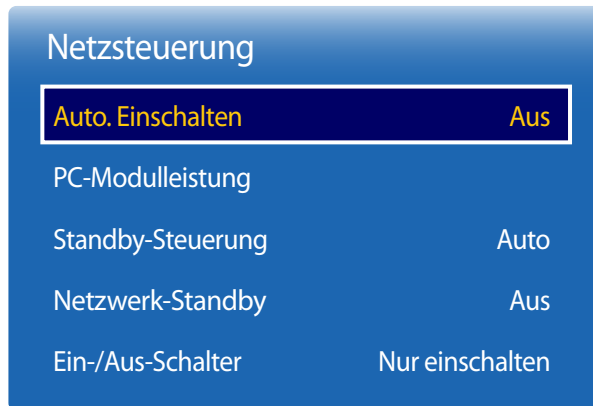 Netzsteuerung
Auto. Einschalten Aus
PC-Modulleistung
Standby-Steuerung Auto
Netzwerk-Standby Aus
Ein-/Aus-Schalter Nur einschalten